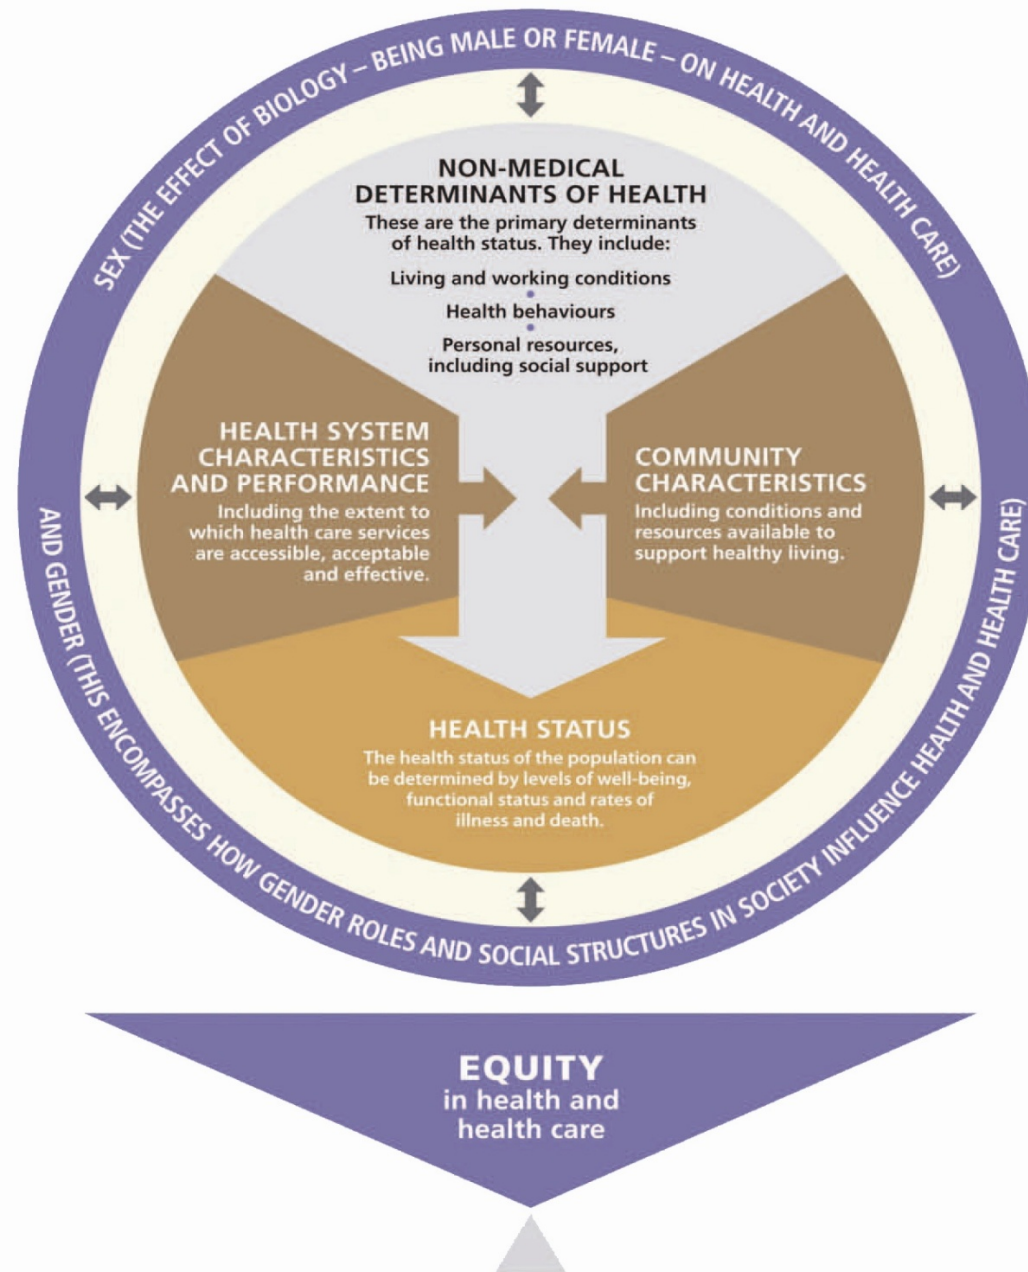 SEX (THE EFFECT OF BIOLOGY – BEING MALE OR FEMALE – ON HEALTH AND HEALTH CARE)
NON-MEDICAL
DETERMINANTS OF HEALTH
These are the primary determinants
of health status. They include:
Living and working conditions
•
Health behaviours
•
Personal resources,
including social support
HEALTH SYSTEM
CHARACTERISTICS
AND PERFORMANCE
Including the extent to
which health care services
are accessible, acceptable
and effective.
COMMUNITY
CHARACTERISTICS
Including conditions and
resources available to
support healthy living.
HEALTH STATUS
The health status of the population can
be determined by levels of well-being,
functional status and rates of
illness and death.
AND GENDER (THIS ENCOMPASSES HOW GENDER ROLES AND SOCIAL STRUCTURES IN SOCIETY INFLUENCE HEALTH AND HEALTH CARE)
EQUITY
in health and
health care